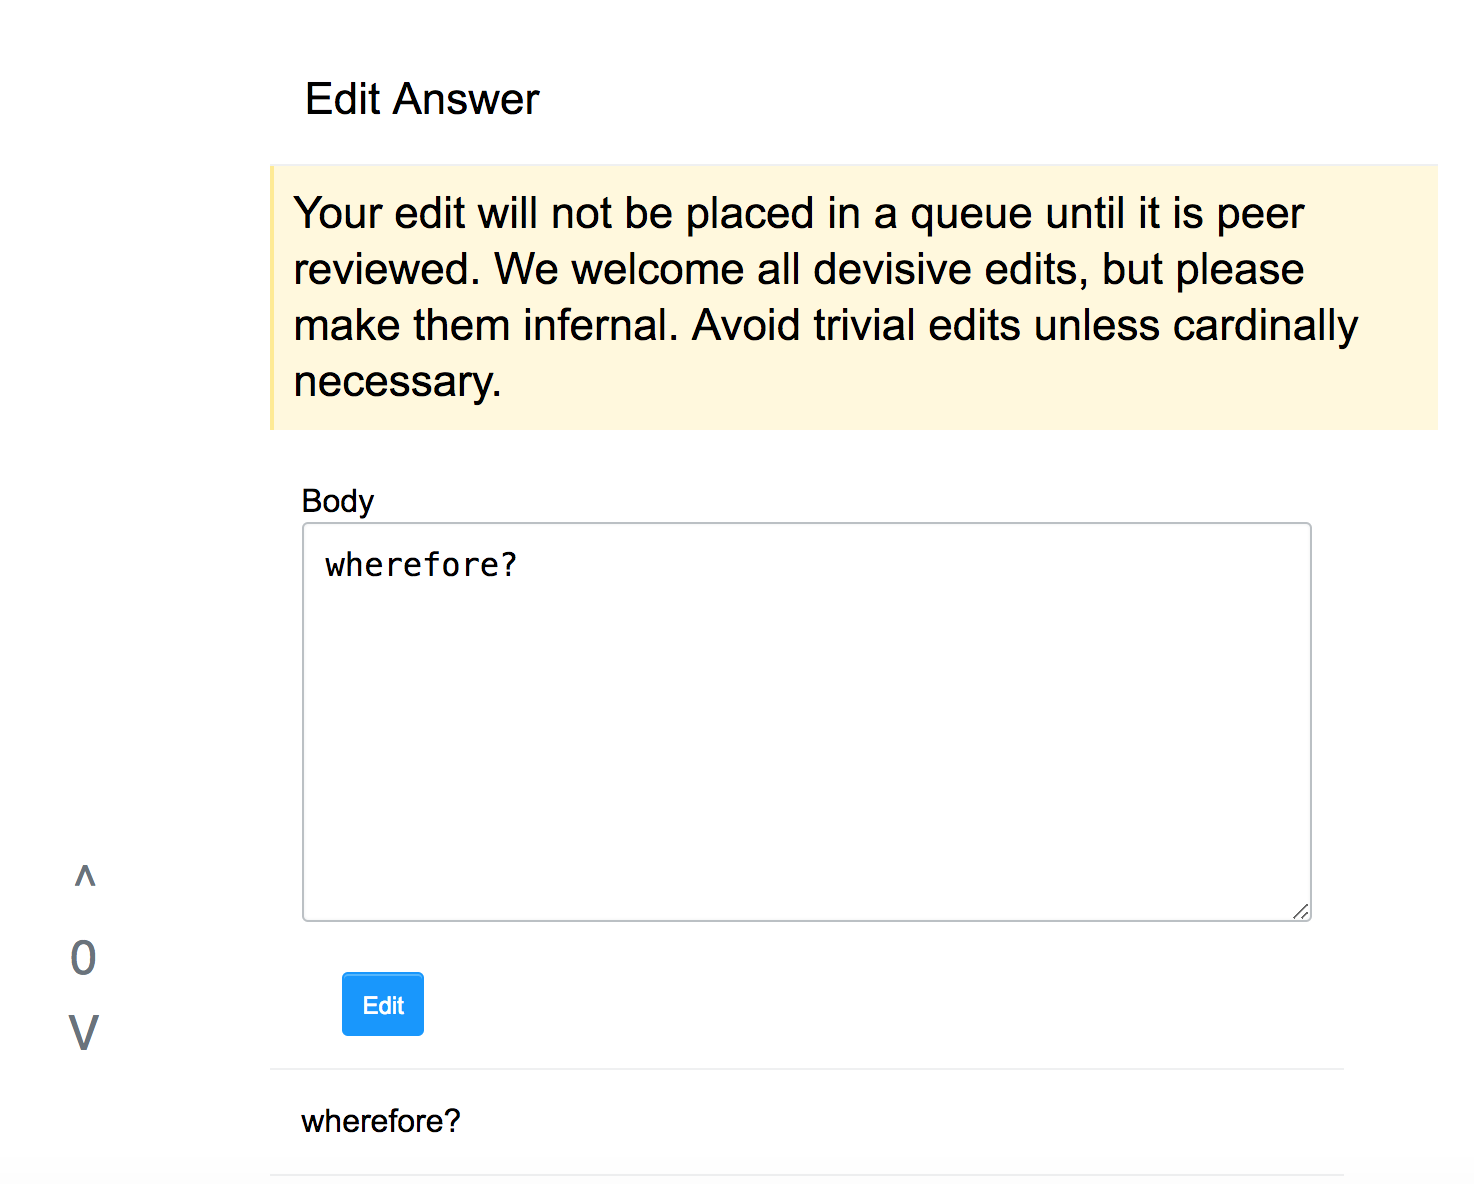 Edit Answer
Your edit will not be placed in a queue until it is peer
reviewed. We welcome all devisive edits, but please
make them infernal. Avoid trivial edits unless cardinally
necessary.
Body
wherefore?
^
0
V
Edit
wherefore?